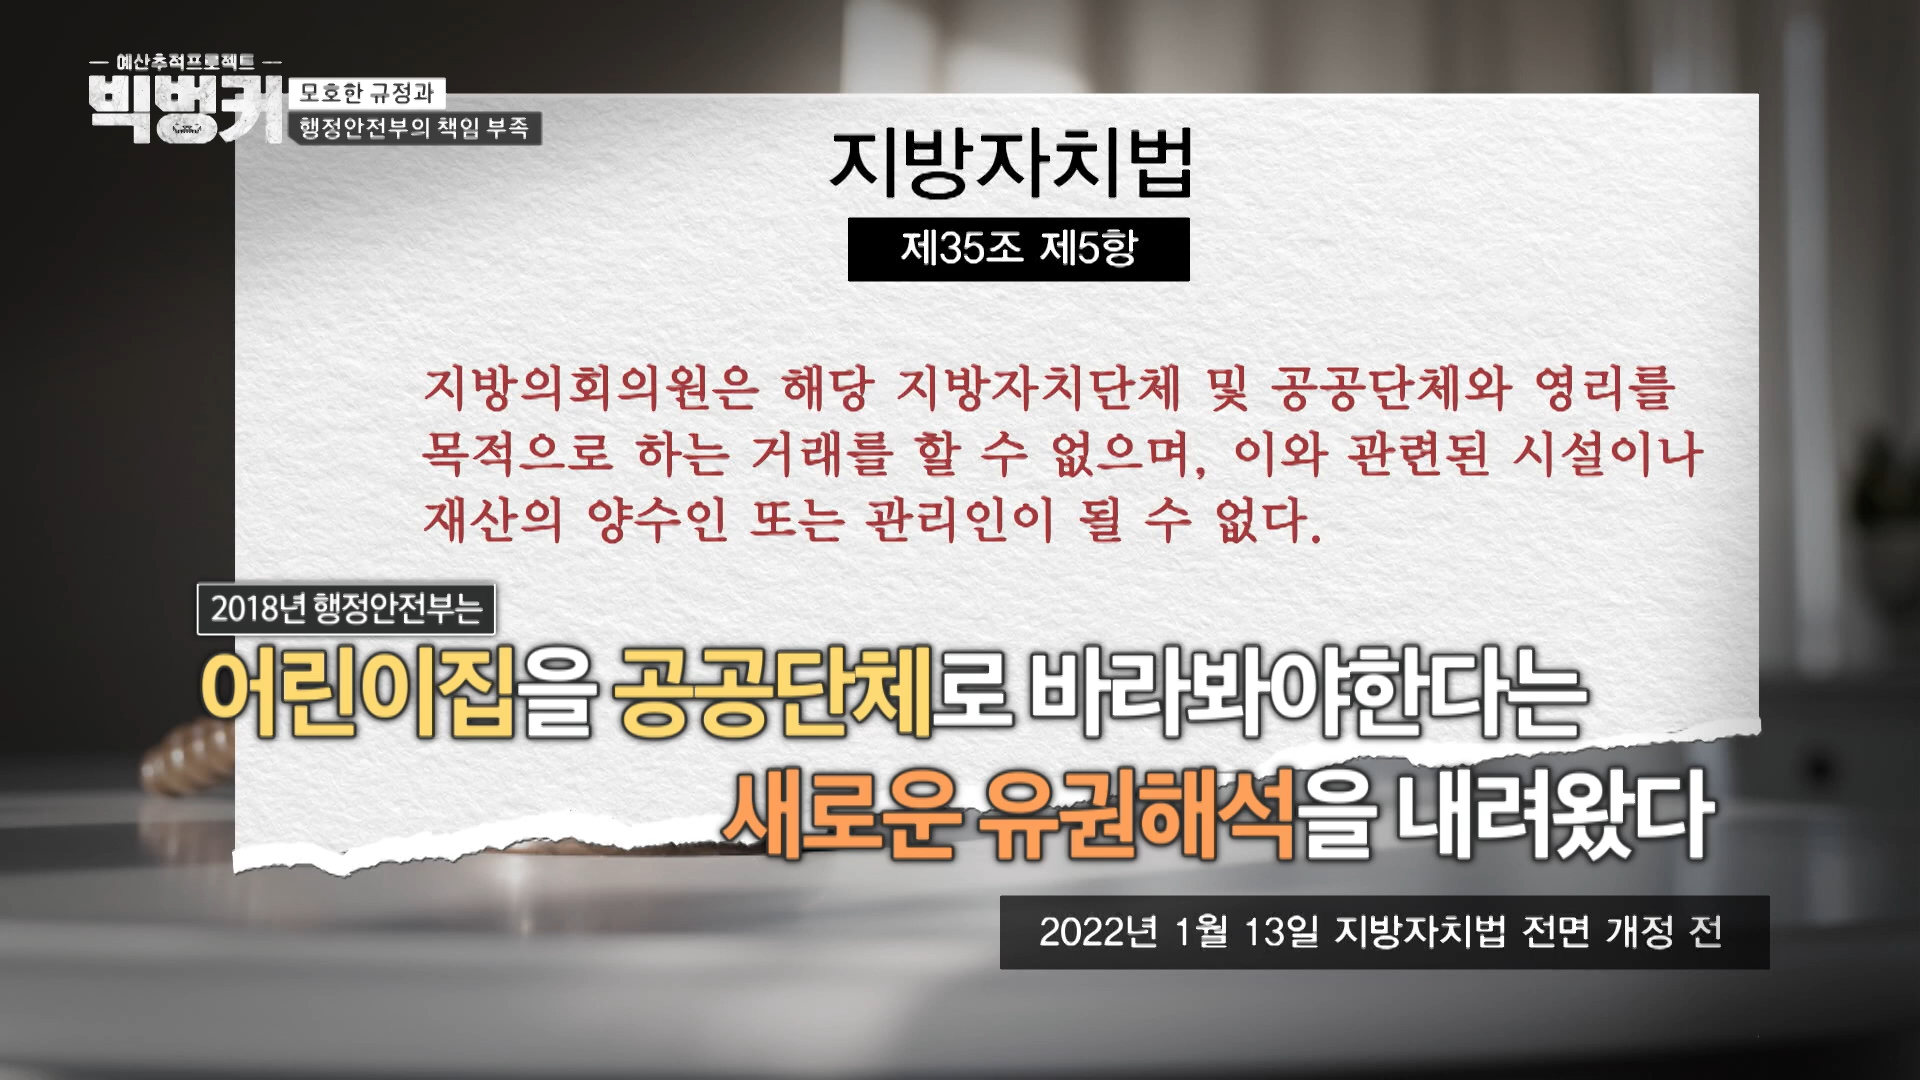 예산추적프로젝트
빅벙커
모호한 규정과
행정안전부의 책임 부족
지방자치법
제35조 제5항
지방의회의원은 해당 지방자치단체 및 공공단체와 영리를
목적으로 하는 거래를 할 수 없으며, 이와 관련된 시설이나
재산의 양수인 또는 관리인이 될 수 없다.
2018년 행정안전부는
어린이집을 공공단체로 바라봐야한다는
새로운 유권해석을 내려왔다
2022년 1월 13일 지방자치법 전면 개정 전